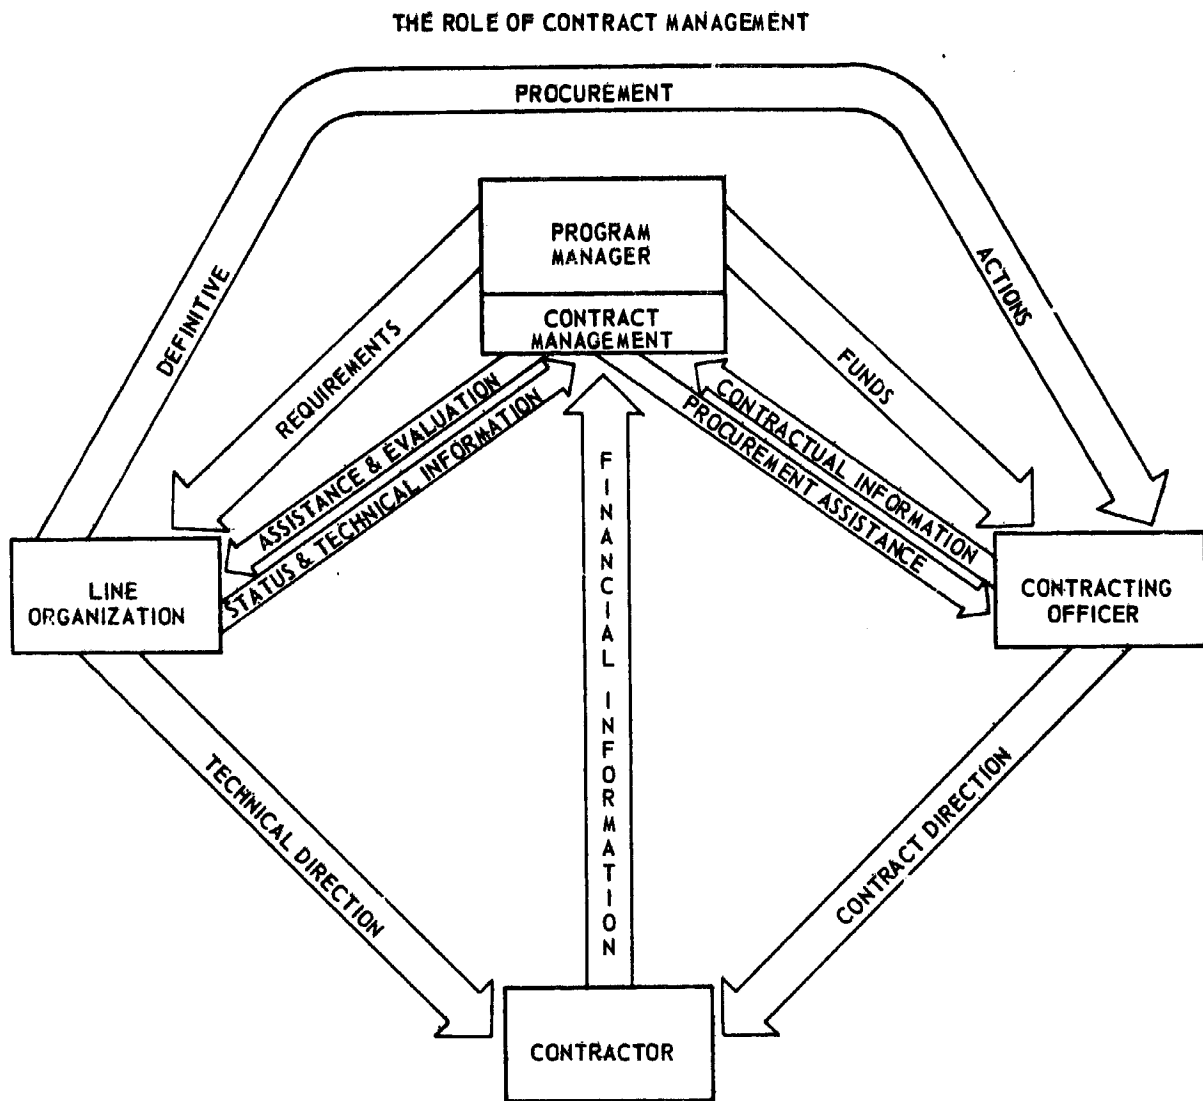 THE ROLE OF CONTRACT MANAGEMENT
PROCUREMENT
DEFINITIVE
ACTIONS
PROGRAM
MANAGER
CONTRACT
MANAGEMENT
REQUIREMENTS
FUNDS
ASSISTANCE & EVALUATION
STATUS & TECHNICAL INFORMATION
CONTRACTUAL INFORMATION
PROCUREMENT ASSISTANCE
FINANCIAL INFORMATION
LINE
ORGANIZATION
CONTRACTING
OFFICER
TECHNICAL DIRECTION
CONTRACT DIRECTION
CONTRACTOR